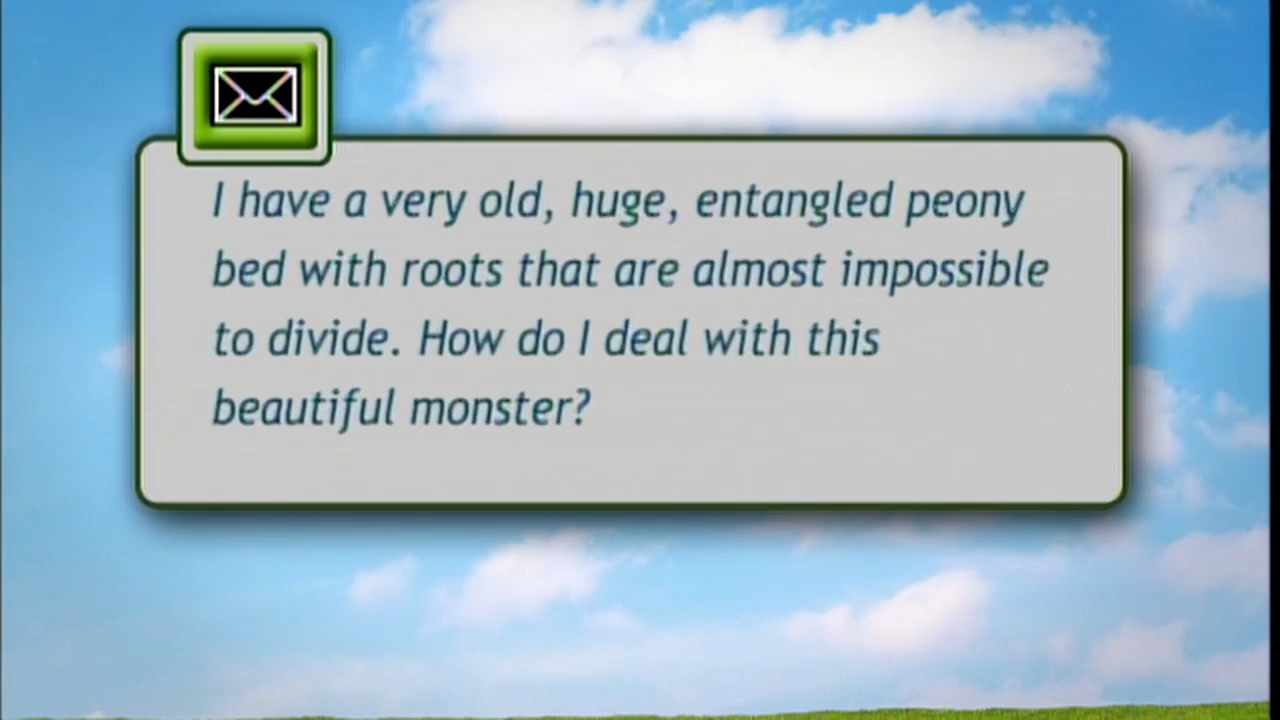 I have a very old, huge, entangled peony
bed with roots that are almost impossible
to divide. How do I deal with this
beautiful monster?